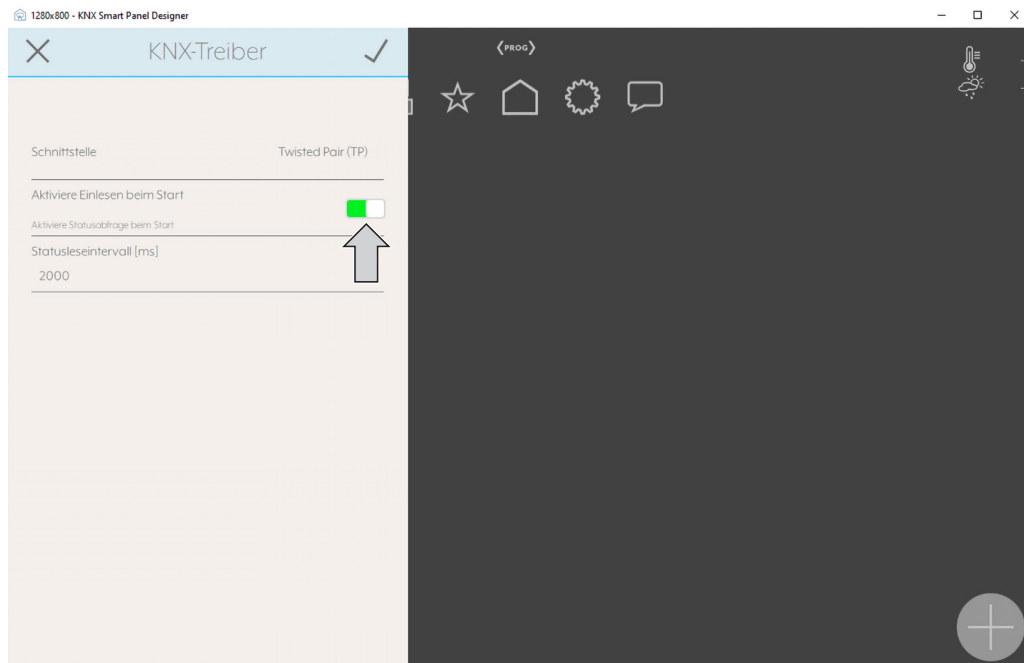 1280x800 - KNX Smart Panel Designer
KNX-Treiber
PROG
Schnittstelle Twisted Pair (TP)
Aktiviere Einlesen beim Start
Aktiviere Statusabfrage beim Start
Statusleseintervall [ms]
2000